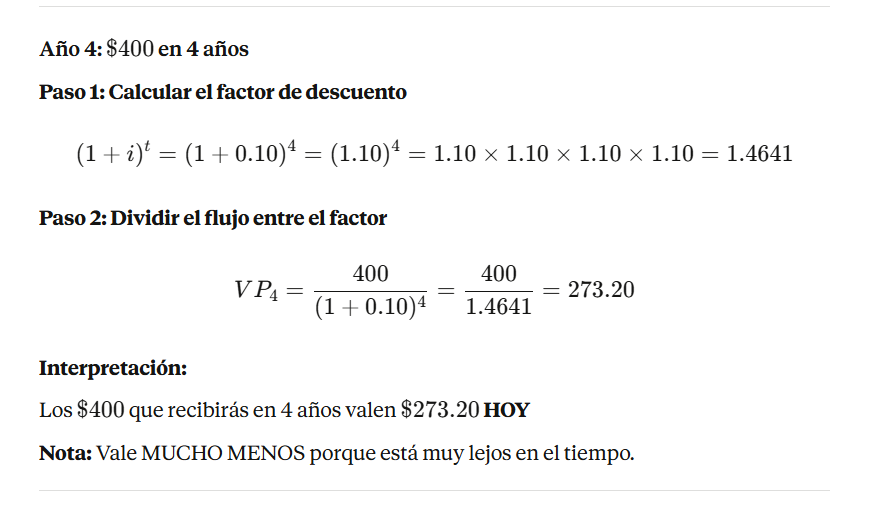 Año 4: $400 en 4 años
Paso 1: Calcular el factor de descuento
(1 + i)^t = (1 + 0.10)^4 = (1.10)^4 = 1.10 × 1.10 × 1.10 × 1.10 = 1.4641
Paso 2: Dividir el flujo entre el factor
VP_4 = \frac{400}{(1 + 0.10)^4} = \frac{400}{1.4641} = 273.20
Interpretación:
Los $400 que recibirás en 4 años valen $273.20 HOY
Nota: Vale MUCHO MENOS porque está muy lejos en el tiempo.